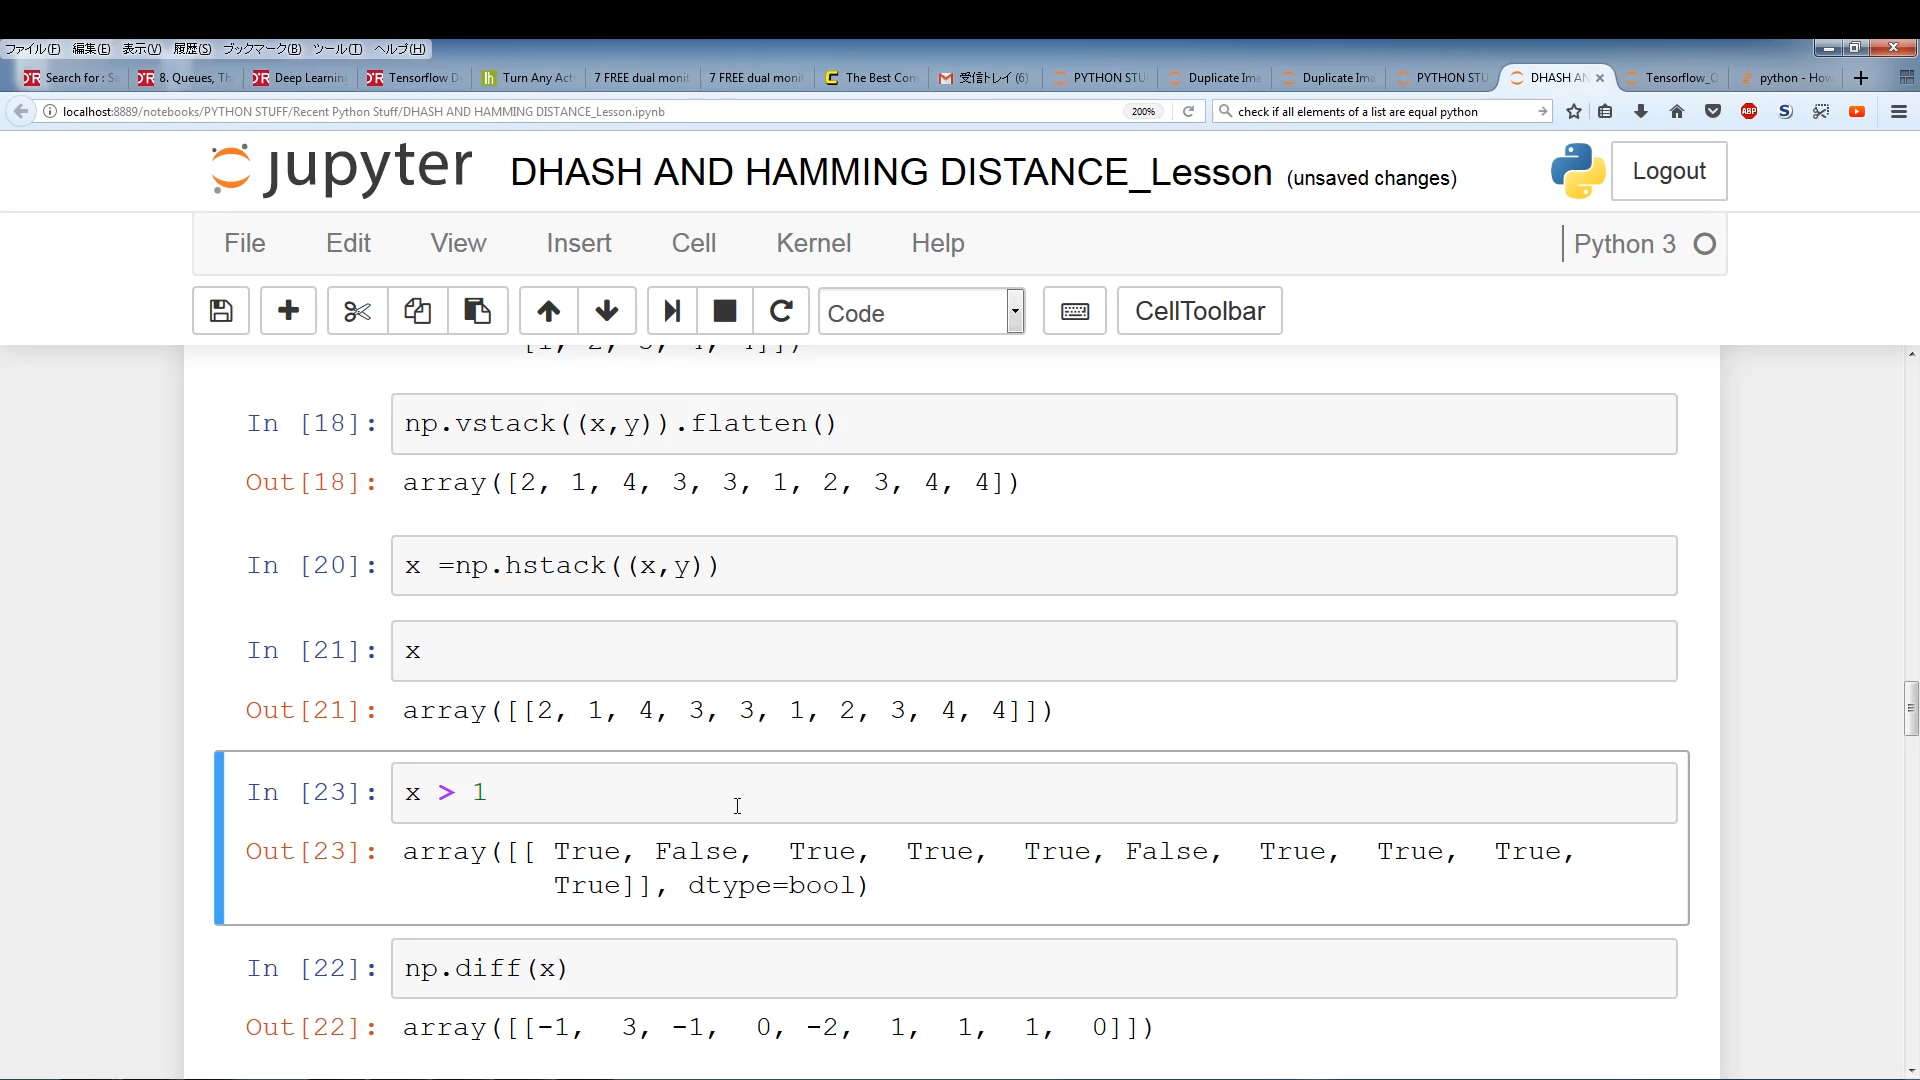 ファイル(F) 編集(E) 表示(V) 履歴(S) ブックマーク(B) ツール(T) ヘルプ(H)
Search for : Sa 8. Queues, Th Deep Learnin Tensorflow D Turn Any Act 7 FREE dual monit 7 FREE dual monit The Best Com 受信トレイ (6) PYTHON STU Duplicate Ima Duplicate Ima PYTHON STU DHASH AN Tensorflow_O python - How
localhost:8889/notebooks/PYTHON STUFF/Recent Python Stuff/DHASH AND HAMMING DISTANCE_Lesson.ipynb 200% check if all elements of a list are equal python
jupyter DHASH AND HAMMING DISTANCE_Lesson (unsaved changes) Logout
File Edit View Insert Cell Kernel Help Python 3
Code CellToolbar
In [18]: np.vstack((x,y)).flatten()
Out[18]: array([2, 1, 4, 3, 3, 1, 2, 3, 4, 4])
In [20]: x =np.hstack((x,y))
In [21]: x
Out[21]: array([[2, 1, 4, 3, 3, 1, 2, 3, 4, 4]])
In [23]: x > 1
Out[23]: array([[ True, False, True, True, True, False, True, True, True,
True]], dtype=bool)
In [22]: np.diff(x)
Out[22]: array([[-1, 3, -1, 0, -2, 1, 1, 1, 0]])